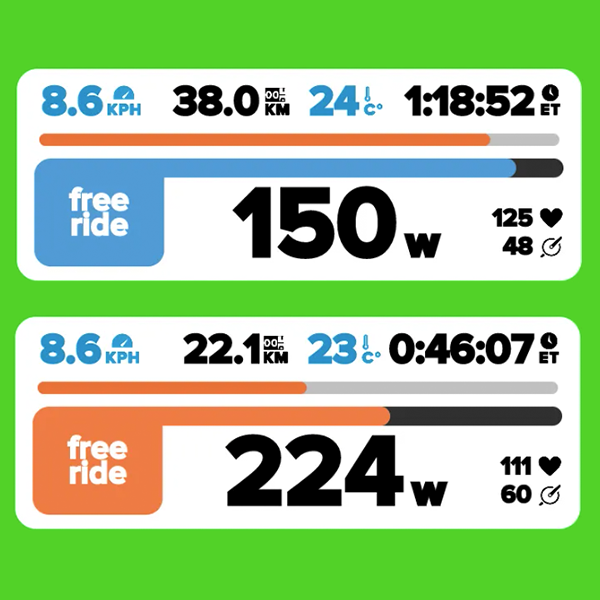 8.6 KPH 38.0 KM 24 C° 1:18:52 ET
free
ride
150 w
125
48
8.6 KPH 22.1 KM 23 C° 0:46:07 ET
free
ride
224 w
111
60